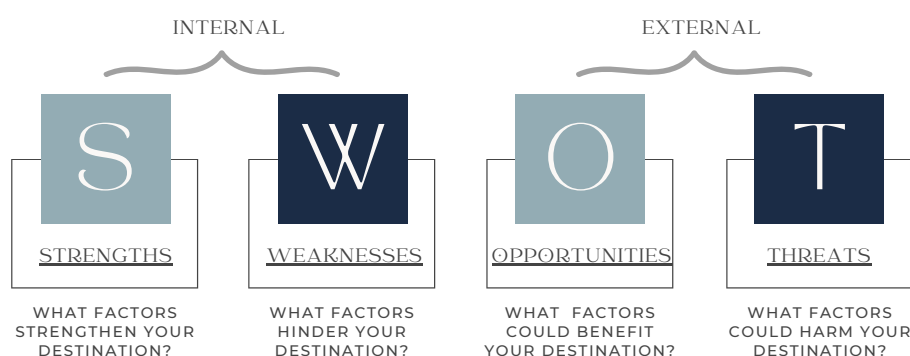 INTERNAL
EXTERNAL
S
W
O
T
STRENGTHS
WEAKNESSES
OPPORTUNITIES
THREATS
WHAT FACTORS
STRENGTHEN YOUR
DESTINATION?
WHAT FACTORS
HINDER YOUR
DESTINATION?
WHAT FACTORS
COULD BENEFIT
YOUR DESTINATION?
WHAT FACTORS
COULD HARM YOUR
DESTINATION?